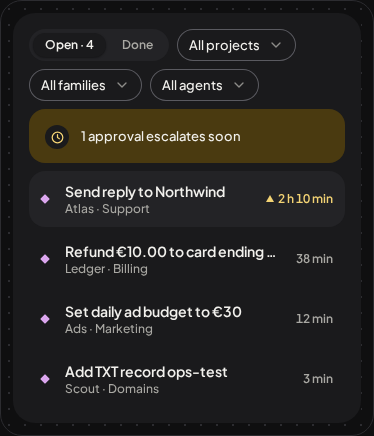 Open · 4 Done All projects
All families All agents
1 approval escalates soon
Send reply to Northwind 2 h 10 min
Atlas · Support
Refund €10.00 to card ending ... 38 min
Ledger · Billing
Set daily ad budget to €30 12 min
Ads · Marketing
Add TXT record ops-test 3 min
Scout · Domains